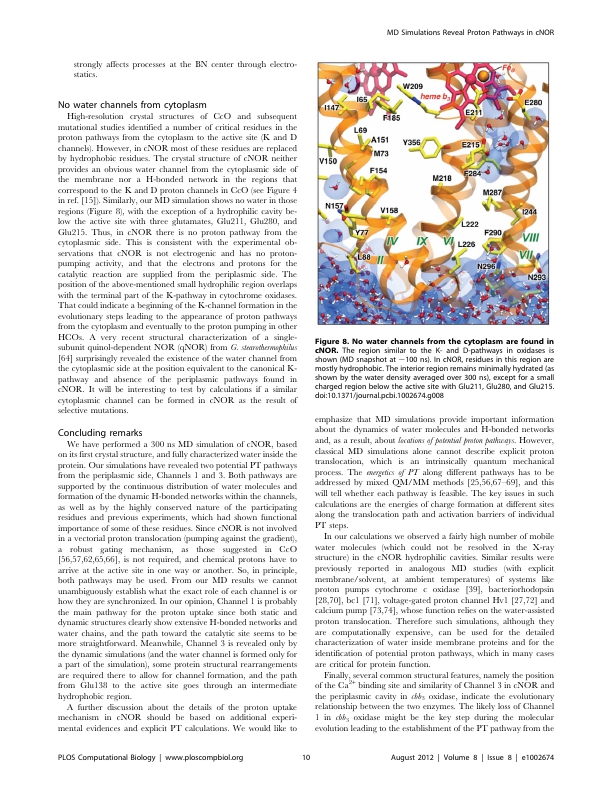 MD Simulations Reveal Proton Pathways in cNOR
strongly affects processes at the BN center through electro-
statics.
No water channels from cytoplasm
High-resolution crystal structures of CcO and subsequent
mutational studies identified a number of critical residues in the
proton pathways from the cytoplasm to the active site (K and D
channels). However, in cNOR most of these residues are replaced
by hydrophobic residues. The crystal structure of cNOR neither
provides an obvious water channel from the cytoplasmic side of
the membrane nor a H-bonded network in the regions that
correspond to the K and D proton channels in CcO (see Figure 4
in ref. [15]). Similarly, our MD simulation shows no water in those
regions (Figure 8), with the exception of a hydrophilic cavity be-
low the active site with three glutamates, Glu211, Glu280, and
Glu215. Thus, in cNOR there is no proton pathway from the
cytoplasmic side. This is consistent with the experimental ob-
servations that cNOR is not electrogenic and has no proton-
pumping activity, and that the electrons and protons for the
catalytic reaction are supplied from the periplasmic side. The
position of the above-mentioned small hydrophilic region overlaps
with the terminal part of the K-pathway in cytochrome oxidases.
That could indicate a beginning of the K-channel formation in the
evolutionary steps leading to the appearance of proton pathways
from the cytoplasm and eventually to the proton pumping in other
HCOs. A very recent structural characterization of a single-
subunit quinol-dependent NOR (qNOR) from G. stearothermophilus
[64] surprisingly revealed the existence of the water channel from
the cytoplasmic side at the position equivalent to the canonical K-
pathway and absence of the periplasmic pathways found in
cNOR. It will be interesting to test by calculations if a similar
cytoplasmic channel can be formed in cNOR as the result of
selective mutations.
Concluding remarks
We have performed a 300 ns MD simulation of cNOR, based
on its first crystal structure, and fully characterized water inside the
protein. Our simulations have revealed two potential PT pathways
from the periplasmic side, Channels 1 and 3. Both pathways are
supported by the continuous distribution of water molecules and
formation of the dynamic H-bonded networks within the channels,
as well as by the highly conserved nature of the participating
residues and previous experiments, which had shown functional
importance of some of these residues. Since cNOR is not involved
in a vectorial proton translocation (pumping against the gradient),
a robust gating mechanism, as those suggested in CcO
[56,57,62,65,66], is not required, and chemical protons have to
arrive at the active site in one way or another. So, in principle,
both pathways may be used. From our MD results we cannot
unambiguously establish what the exact role of each channel is or
how they are synchronized. In our opinion, Channel 1 is probably
the main pathway for the proton uptake since both static and
dynamic structures clearly show extensive H-bonded networks and
water chains, and the path toward the catalytic site seems to be
more straightforward. Meanwhile, Channel 3 is revealed only by
the dynamic simulations (and the water channel is formed only for
a part of the simulation), some protein structural rearrangements
are required there to allow for channel formation, and the path
from Glu138 to the active site goes through an intermediate
hydrophobic region.
A further discussion about the details of the proton uptake
mechanism in cNOR should be based on additional experi-
mental evidences and explicit PT calculations. We would like to
W209
heme b3
E280
I147
I65
F185
E211
L69
A151
Y356
E215
M73
F284
V150
F154
M218
M287
N157
V158
I244
L222
Y77
F290
IV
IX
VI
VIII
L226
II
VII
L88
N296
N293
Figure 8. No water channels from the cytoplasm are found in
cNOR. The region similar to the K- and D-pathways in oxidases is
shown (MD snapshot at ~100 ns). In cNOR, residues in this region are
mostly hydrophobic. The interior region remains minimally hydrated (as
shown by the water density averaged over 300 ns), except for a small
charged region below the active site with Glu211, Glu280, and Glu215.
doi:10.1371/journal.pcbi.1002674.g008
emphasize that MD simulations provide important information
about the dynamics of water molecules and H-bonded networks
and, as a result, about locations of potential proton pathways. However,
classical MD simulations alone cannot describe explicit proton
translocation, which is an intrinsically quantum mechanical
process. The energetics of PT along different pathways has to be
addressed by mixed QM/MM methods [25,56,67–69], and this
will tell whether each pathway is feasible. The key issues in such
calculations are the energies of charge formation at different sites
along the translocation path and activation barriers of individual
PT steps.
In our calculations we observed a fairly high number of mobile
water molecules (which could not be resolved in the X-ray
structure) in the cNOR hydrophilic cavities. Similar results were
previously reported in analogous MD studies (with explicit
membrane/solvent, at ambient temperatures) of systems like
proton pumps cytochrome c oxidase [39], bacteriorhodopsin
[28,70], bc1 [71], voltage-gated proton channel Hv1 [27,72] and
calcium pump [73,74], whose function relies on the water-assisted
proton translocation. Therefore such simulations, although they
are computationally expensive, can be used for the detailed
characterization of water inside membrane proteins and for the
identification of potential proton pathways, which in many cases
are critical for protein function.
Finally, several common structural features, namely the position
of the Ca2+ binding site and similarity of Channel 3 in cNOR and
the periplasmic cavity in cbb3 oxidase, indicate the evolutionary
relationship between the two enzymes. The likely loss of Channel
1 in cbb3 oxidase might be the key step during the molecular
evolution leading to the establishment of the PT pathway from the
PLOS Computational Biology | www.ploscompbiol.org
10
August 2012 | Volume 8 | Issue 8 | e1002674